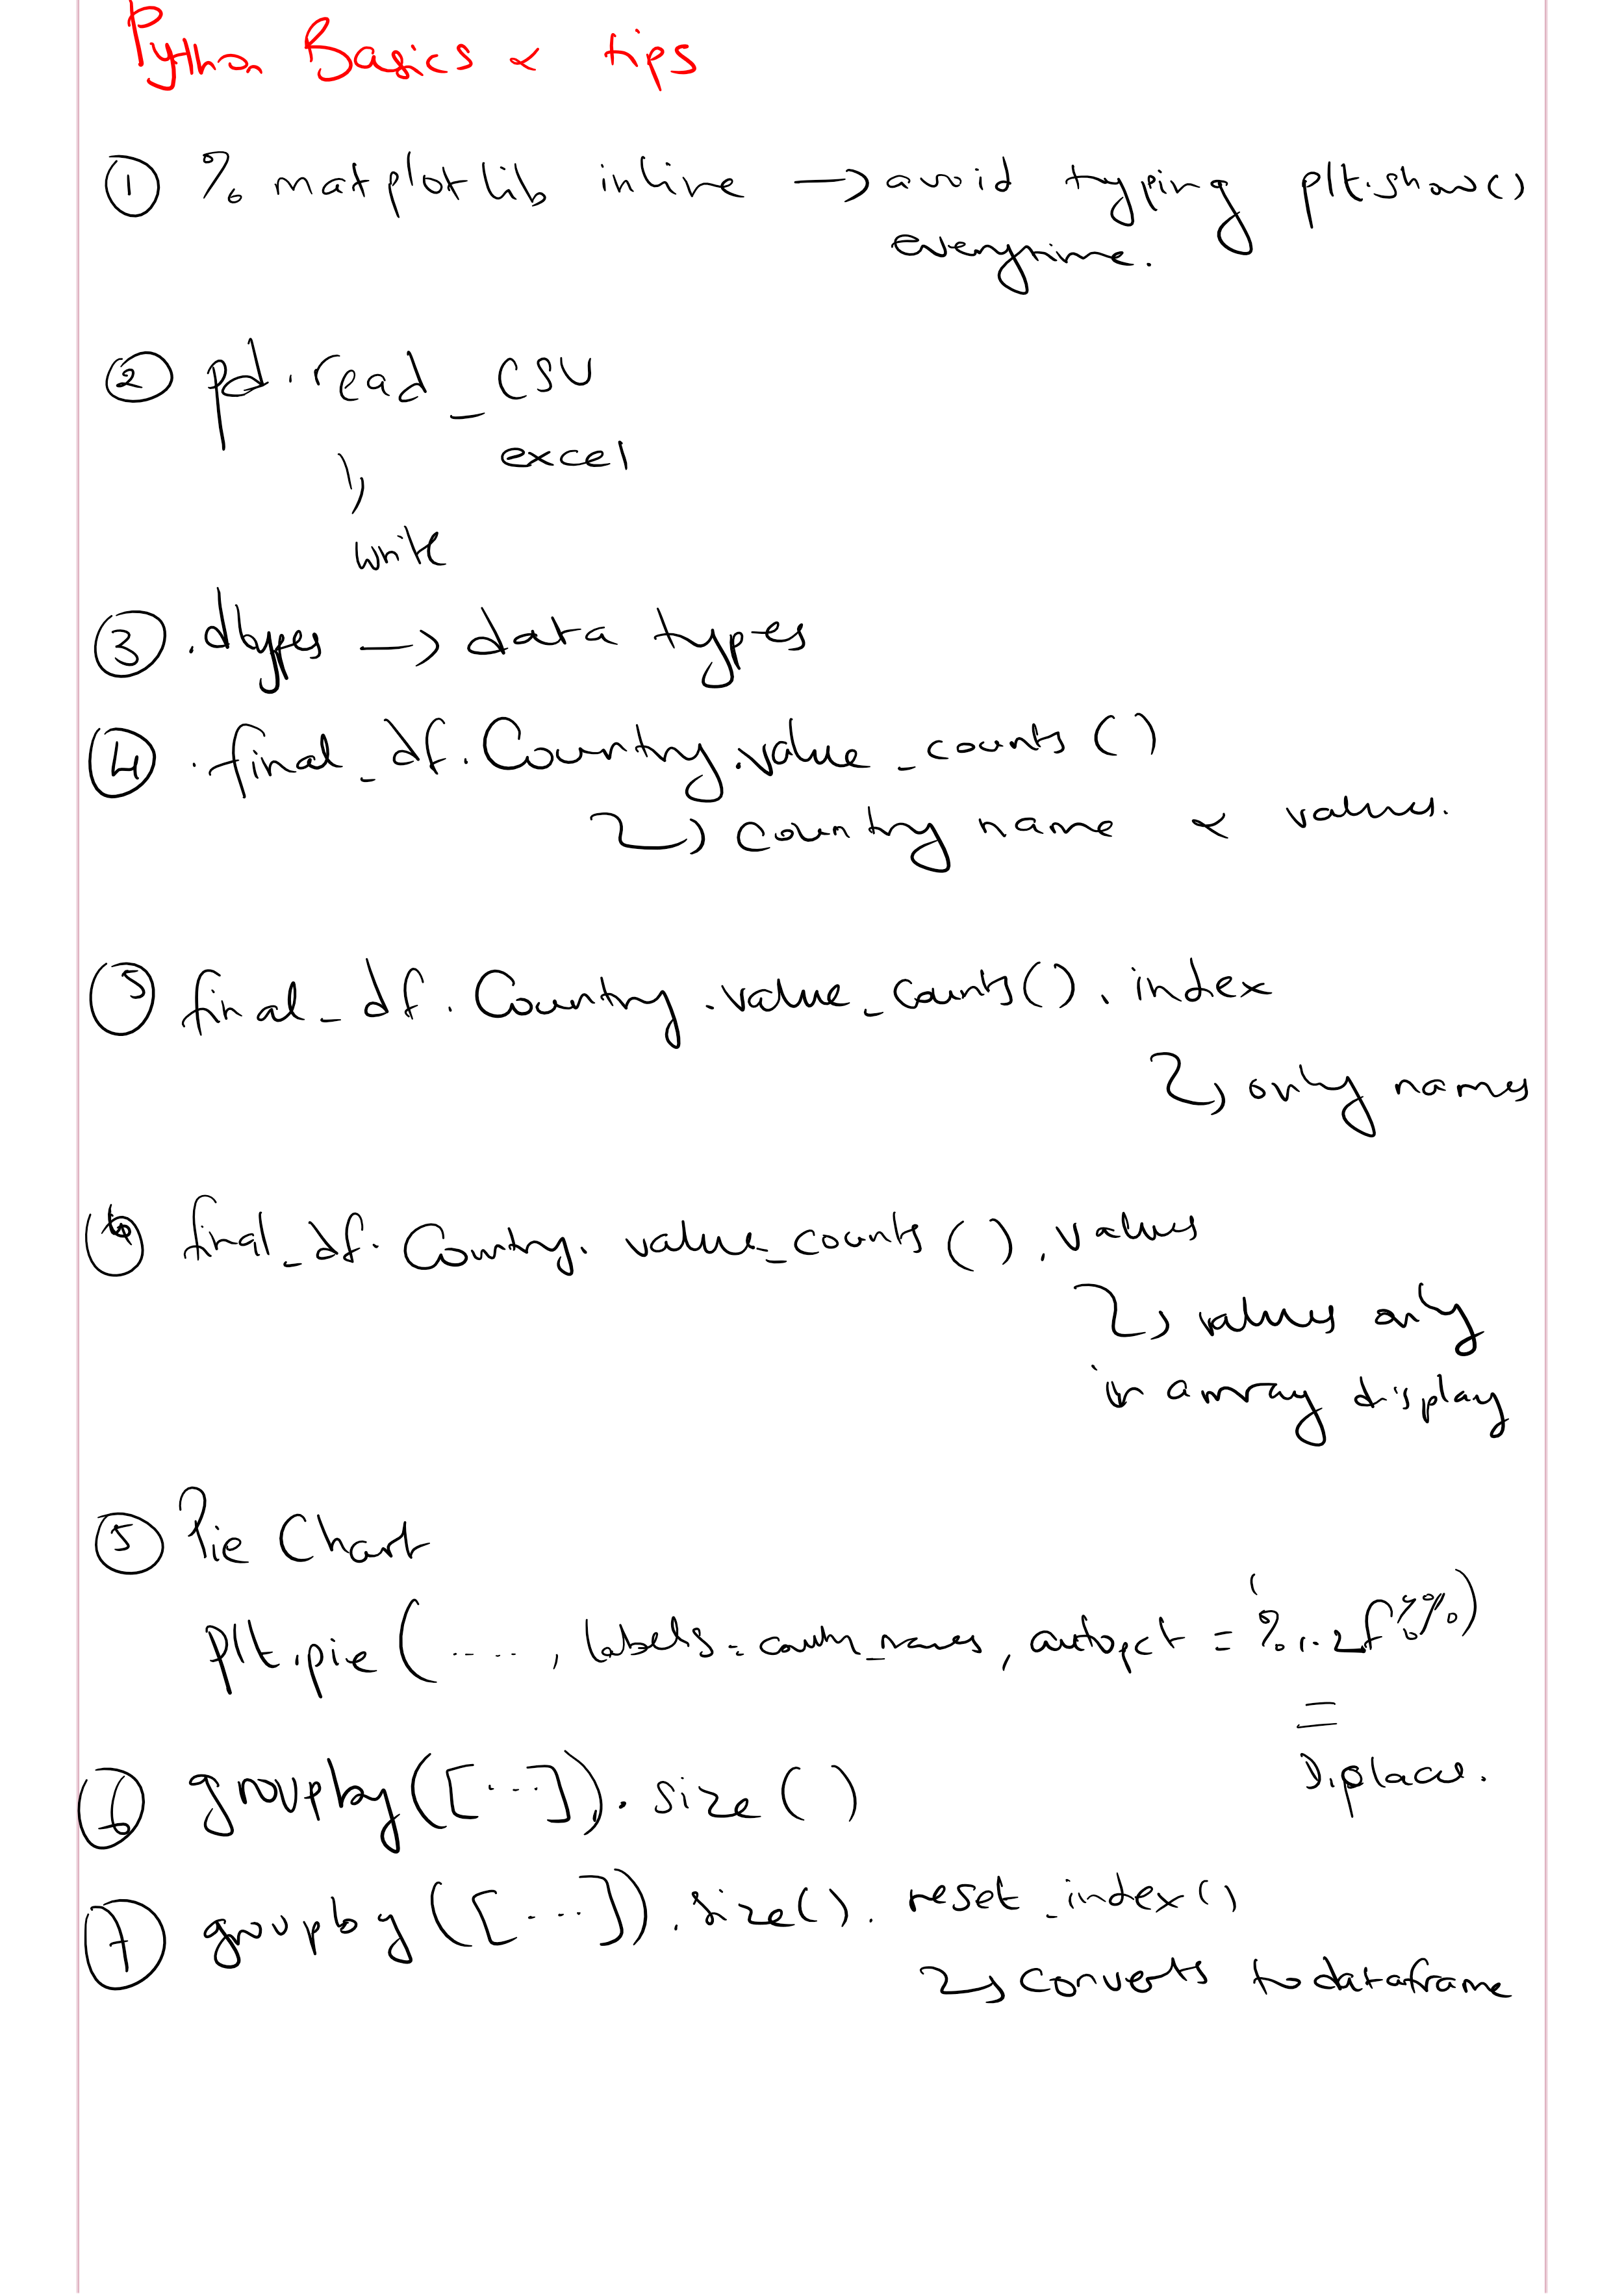 Python Basics & tips
① % matplotlib inline → avoid typing plt.show()
everytime.
② pd.read_csv
excel
write
③ .dtypes → data types
④ .final_df.Country.value_counts()
↳ country name & values.
⑤ final_df.Country.value_counts().index
↳ only names
⑥ final_df.Country.value_counts().values
↳ values only
in array display
⑤ Pie Chart
plt.pie(....., labels=coun_names, autopct = '%1.2f%%')
D.places.
⑥ groupby([...]).size()
⑦ groupby([...]).size().reset_index()
↳ converts to dataframe